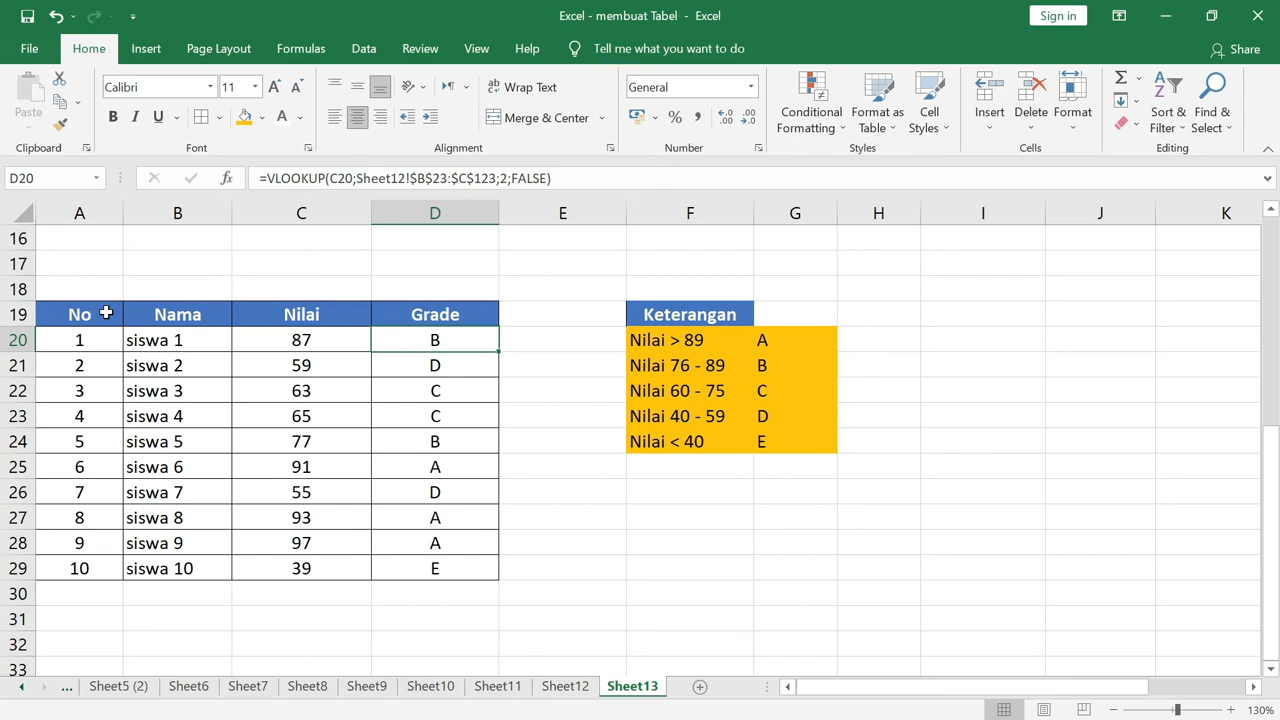 Excel - membuat Tabel - Excel
Sign in
File Home Insert Page Layout Formulas Data Review View Help Tell me what you want to do Share
Paste
Calibri 11
B I U A
Wrap Text
Merge & Center
General
% ,
Conditional Formatting
Format as Table
Cell Styles
Insert
Delete
Format
Sort & Filter
Find & Select
Clipboard Font Alignment Number Styles Cells Editing
D20 fx =VLOOKUP(C20;Sheet12!$B$23:$C$123;2;FALSE)
A B C D E F G H I J K
16
17
18
19 No Nama Nilai Grade Keterangan
20 1 siswa 1 87 B Nilai > 89 A
21 2 siswa 2 59 D Nilai 76 - 89 B
22 3 siswa 3 63 C Nilai 60 - 75 C
23 4 siswa 4 65 C Nilai 40 - 59 D
24 5 siswa 5 77 B Nilai < 40 E
25 6 siswa 6 91 A
26 7 siswa 7 55 D
27 8 siswa 8 93 A
28 9 siswa 9 97 A
29 10 siswa 10 39 E
30
31
32
33
... Sheet5 (2) Sheet6 Sheet7 Sheet8 Sheet9 Sheet10 Sheet11 Sheet12 Sheet13
130%